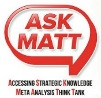 ASK
MATT
ACCESSING STRATEGIC KNOWLEDGE
META ANALYSIS THINK TANK